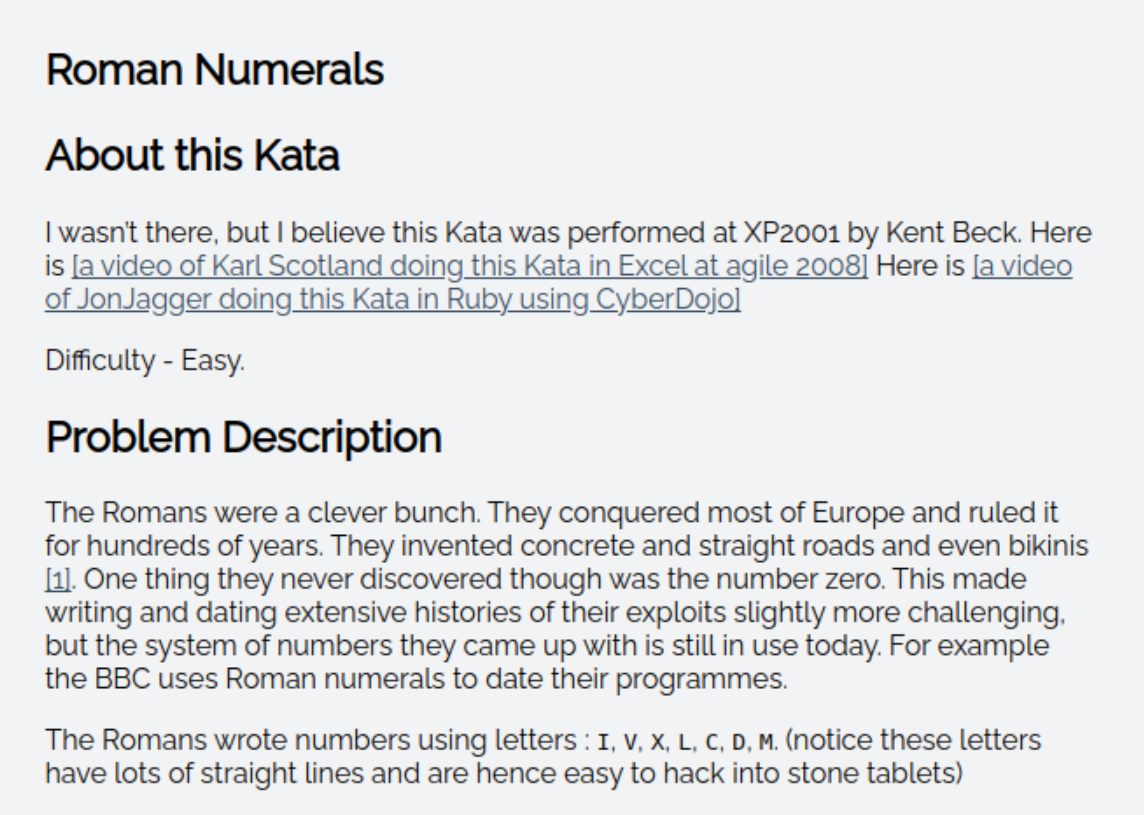 Roman Numerals
About this Kata
I wasn't there, but I believe this Kata was performed at XP2001 by Kent Beck. Here
is [a video of Karl Scotland doing this Kata in Excel at agile 2008] Here is [a video
of JonJagger doing this Kata in Ruby using CyberDojo]
Difficulty - Easy.
Problem Description
The Romans were a clever bunch. They conquered most of Europe and ruled it
for hundreds of years. They invented concrete and straight roads and even bikinis
[1]. One thing they never discovered though was the number zero. This made
writing and dating extensive histories of their exploits slightly more challenging,
but the system of numbers they came up with is still in use today. For example
the BBC uses Roman numerals to date their programmes.
The Romans wrote numbers using letters : I, V, X, L, C, D, M. (notice these letters
have lots of straight lines and are hence easy to hack into stone tablets)